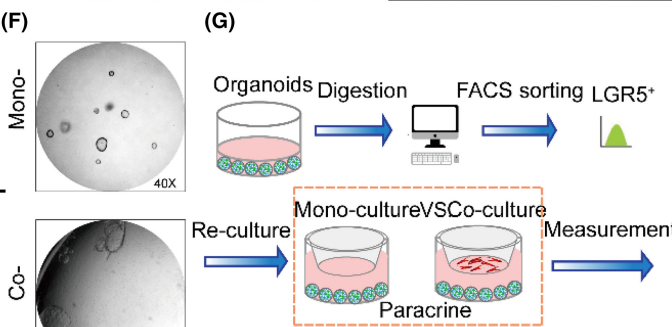 (F)
(G)
Mono-
40X
Organoids
Digestion
FACS sorting
LGR5⁺
Co-
Re-culture
Mono-cultureVSCo-culture
Paracrine
Measurement